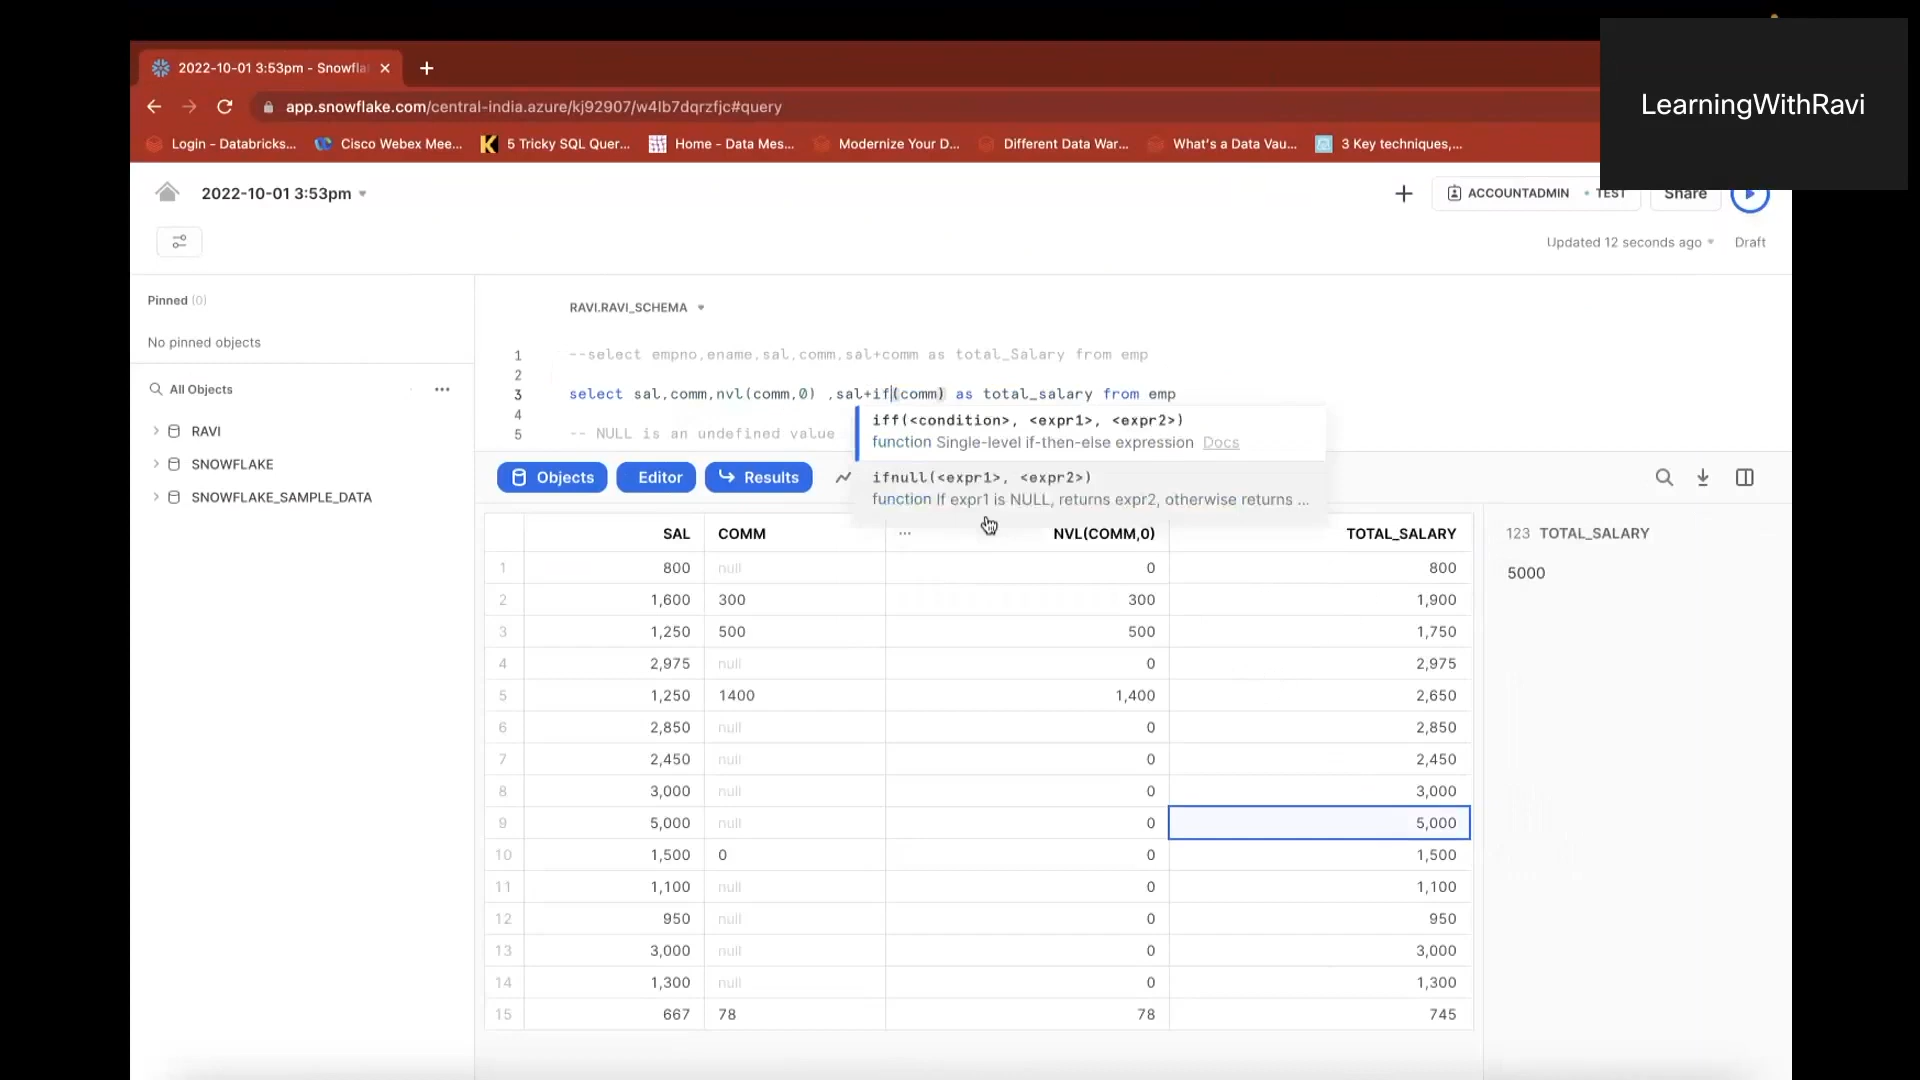 LearningWithRavi
2022-10-01 3:53pm - Snowfla
app.snowflake.com/central-india.azure/kj92907/w4lb7dqrzfjc#query
Login - Databricks... Cisco Webex Mee... 5 Tricky SQL Quer... Home - Data Mes... Modernize Your D... Different Data War... What's a Data Vau... 3 Key techniques,...
2022-10-01 3:53pm
ACCOUNTADMIN • TEST Share
Updated 12 seconds ago Draft
Pinned (0)
No pinned objects
All Objects
RAVI
SNOWFLAKE
SNOWFLAKE_SAMPLE_DATA
RAVI.RAVI_SCHEMA
1 --select empno,ename,sal,comm,sal+comm as total_Salary from emp
2
3 select sal,comm,nvl(comm,0) ,sal+if(comm) as total_salary from emp
4
5 -- NULL is an undefined value
iff(<condition>, <expr1>, <expr2>)
function Single-level if-then-else expression Docs
ifnull(<expr1>, <expr2>)
function If expr1 is NULL, returns expr2, otherwise returns ...
Objects Editor Results
SAL COMM ... NVL(COMM,0) TOTAL_SALARY
1 800 null 0 800
2 1,600 300 300 1,900
3 1,250 500 500 1,750
4 2,975 null 0 2,975
5 1,250 1400 1,400 2,650
6 2,850 null 0 2,850
7 2,450 null 0 2,450
8 3,000 null 0 3,000
9 5,000 null 0 5,000
10 1,500 0 0 1,500
11 1,100 null 0 1,100
12 950 null 0 950
13 3,000 null 0 3,000
14 1,300 null 0 1,300
15 667 78 78 745
123 TOTAL_SALARY
5000